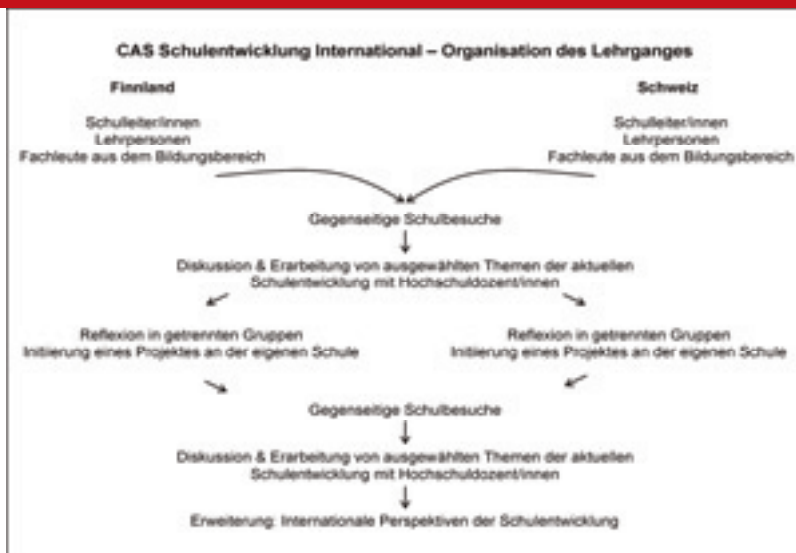 CAS Schulentwicklung International – Organisation des Lehrganges
Finnland
Schulleiter/innen
Lehrpersonen
Fachleute aus dem Bildungsbereich
Schweiz
Schulleiter/innen
Lehrpersonen
Fachleute aus dem Bildungsbereich
Gegenseitige Schulbesuche
Diskussion & Erarbeitung von ausgewählten Themen der aktuellen
Schulentwicklung mit Hochschuldozent/innen
Reflexion in getrennten Gruppen
Initiierung eines Projektes an der eigenen Schule
Reflexion in getrennten Gruppen
Initiierung eines Projektes an der eigenen Schule
Gegenseitige Schulbesuche
Diskussion & Erarbeitung von ausgewählten Themen der aktuellen
Schulentwicklung mit Hochschuldozent/innen
Erweiterung: Internationale Perspektiven der Schulentwicklung